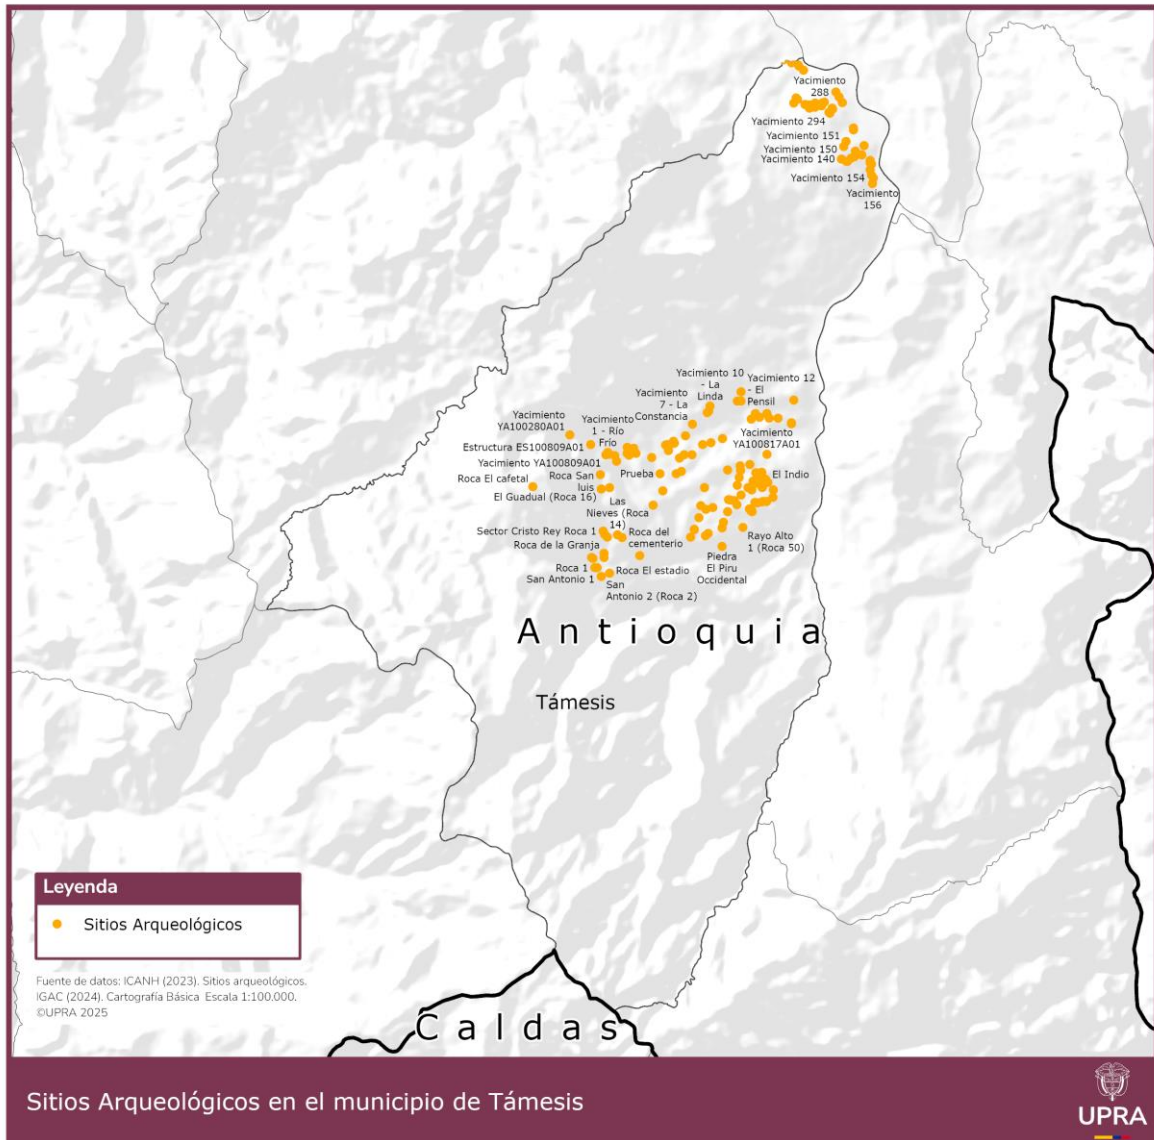 Yacimiento
288
Yacimiento 294
Yacimiento 151
Yacimiento 150
Yacimiento 140
Yacimiento 154
Yacimiento
156
Yacimiento 10
- La
Linda
Yacimiento 12
- El
Pensil
Yacimiento
7 - La
Constancia
Yacimiento
YA100280A01
Yacimiento
1 - Río
Frío
Yacimiento
YA100817A01
Estructura ES100809A01
Yacimiento YA100809A01
Roca El cafetal
Roca San
luis
Prueba
El Indio
El Guadual (Roca 16)
Las
Nieves (Roca
14)
Sector Cristo Rey Roca 1
Roca del
cementerio
Rayo Alto
1 (Roca 50)
Roca de la Granja
Piedra
El Piru
Occidental
Roca 1
Roca El estadio
San Antonio 1
San
Antonio 2 (Roca 2)
Antioquia
Támesis
Leyenda
Sitios Arqueológicos
Fuente de datos: ICANH (2023). Sitios arqueológicos.
IGAC (2024). Cartografía Básica Escala 1:100.000.
©UPRA 2025
Caldas
Sitios Arqueológicos en el municipio de Támesis
UPRA